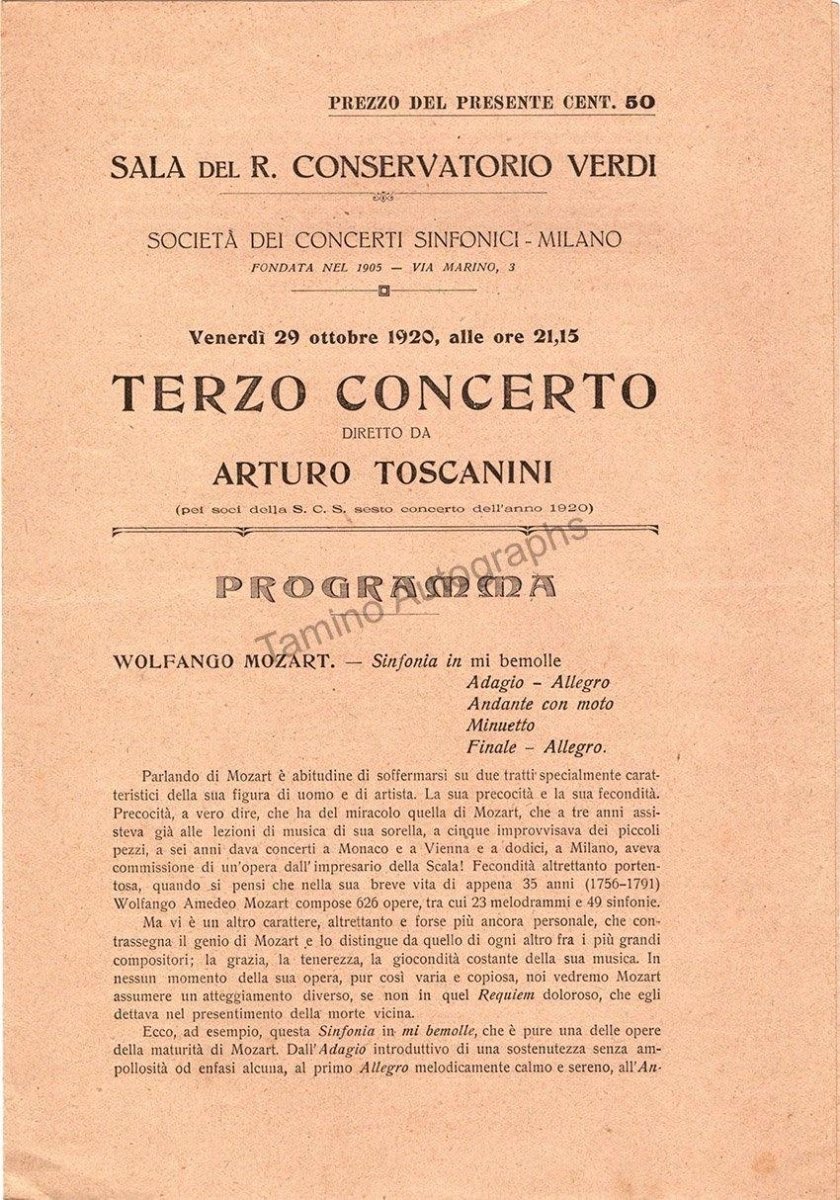 PREZZO DEL PRESENTE CENT. 50
SALA DEL R. CONSERVATORIO VERDI
SOCIETÀ DEI CONCERTI SINFONICI - MILANO
FONDATA NEL 1905 — VIA MARINO, 3
Venerdì 29 ottobre 1920, alle ore 21,15
TERZO CONCERTO
DIRETTO DA
ARTURO TOSCANINI
(pei soci della S. C. S. sesto concerto dell'anno 1920)
PROGRAMMA
Tamino Autographs
WOLFANGO MOZART. — Sinfonia in mi bemolle
Adagio - Allegro
Andante con moto
Minuetto
Finale - Allegro.
Parlando di Mozart è abitudine di soffermarsi su due tratti specialmente carat-
teristici della sua figura di uomo e di artista. La sua precocità e la sua fecondità.
Precocità, a vero dire, che ha del miracolo quella di Mozart, che a tre anni assi-
steva già alle lezioni di musica di sua sorella, a cinque improvvisava dei piccoli
pezzi, a sei anni dava concerti a Monaco e a Vienna e a dodici, a Milano, aveva
commissione di un'opera dall'impresario della Scala! Fecondità altrettanto porten-
tosa, quando si pensi che nella sua breve vita di appena 35 anni (1756-1791)
Wolfango Amedeo Mozart compose 626 opere, tra cui 23 melodrammi e 49 sinfonie.
Ma vi è un altro carattere, altrettanto e forse più ancora personale, che con-
trassegna il genio di Mozart e lo distingue da quello di ogni altro fra i più grandi
compositori; la grazia, la tenerezza, la giocondità costante della sua musica. In
nessun momento della sua opera, pur così varia e copiosa, noi vedremo Mozart
assumere un atteggiamento diverso, se non in quel Requiem doloroso, che egli
dettava nel presentimento della morte vicina.
Ecco, ad esempio, questa Sinfonia in mi bemolle, che è pure una delle opere
della maturità di Mozart. Dall'Adagio introduttivo di una sostenutezza senza am-
pollosità od enfasi alcuna, al primo Allegro melodicamente calmo e sereno, all'An-